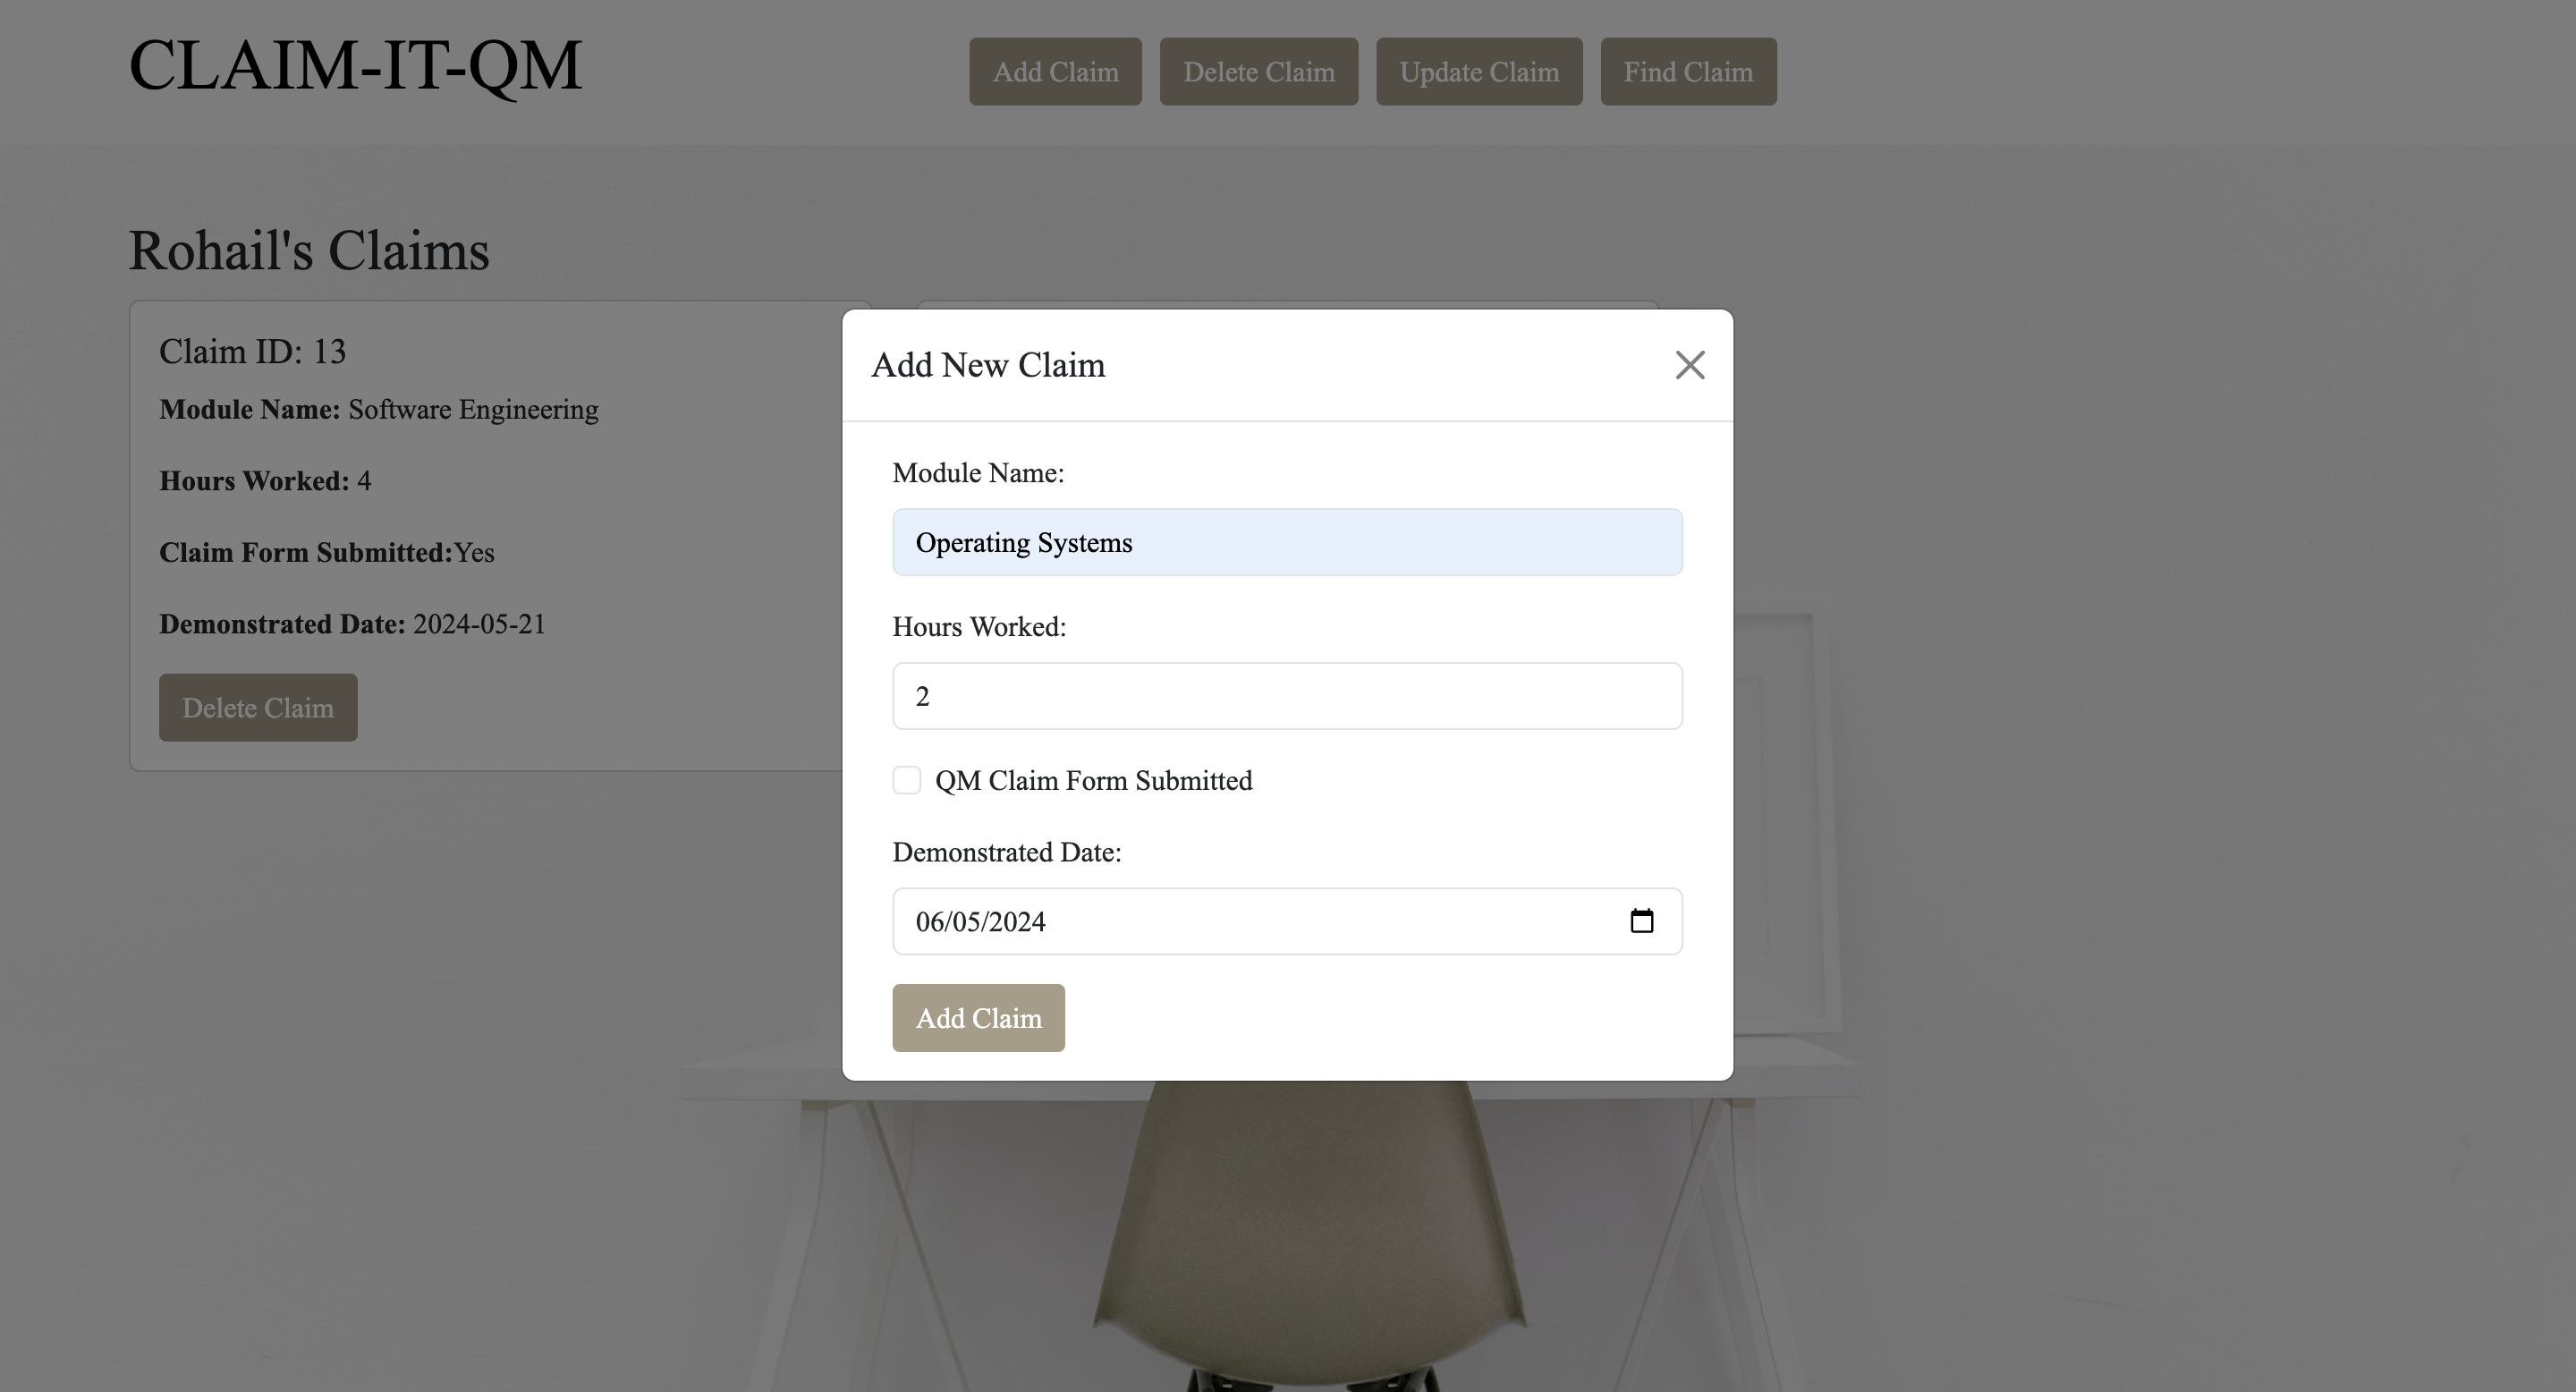 CLAIM-IT-QM
Add Claim
Delete Claim
Update Claim
Find Claim
Rohail's Claims
Claim ID: 13
Module Name: Software Engineering
Hours Worked: 4
Claim Form Submitted:Yes
Demonstrated Date: 2024-05-21
Delete Claim
Add New Claim
Module Name:
Operating Systems
Hours Worked:
2
QM Claim Form Submitted
Demonstrated Date:
06/05/2024
Add Claim